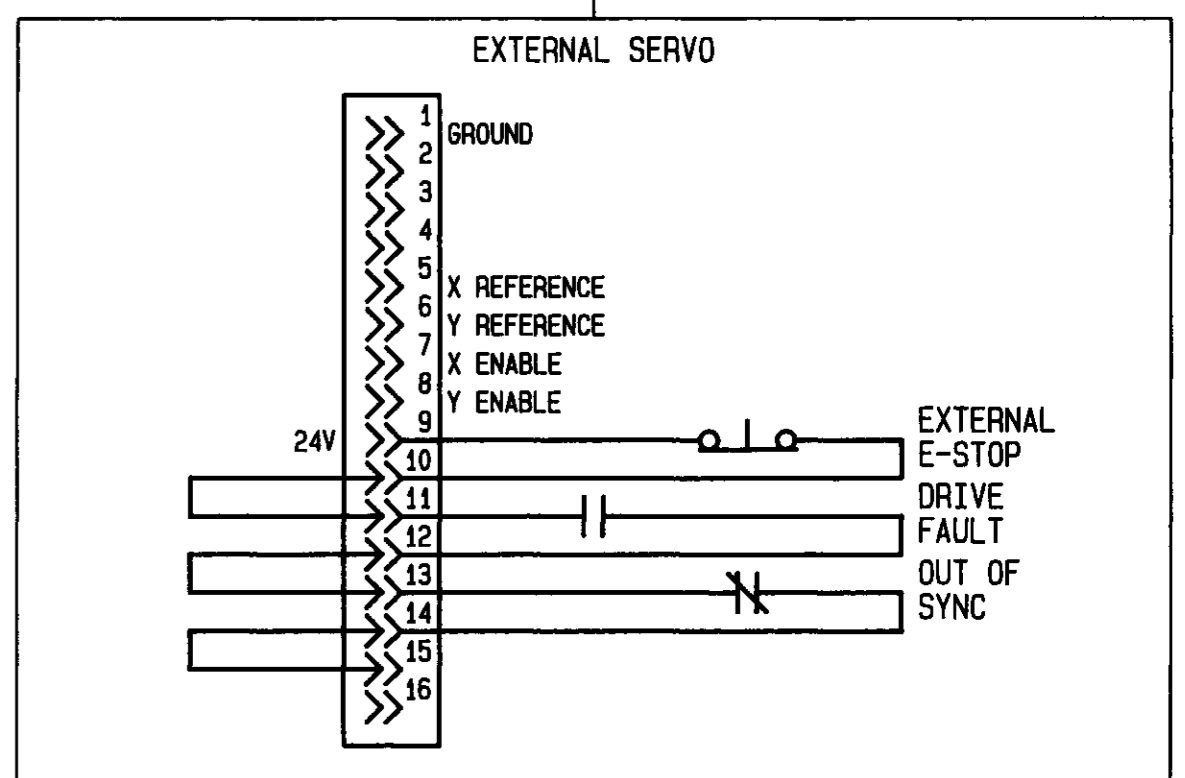 EXTERNAL SERVO
1
GROUND
2
3
4
5
X REFERENCE
6
Y REFERENCE
7
X ENABLE
8
Y ENABLE
9
24V
EXTERNAL
E-STOP
10
11
DRIVE
FAULT
12
13
OUT OF
SYNC
14
15
16